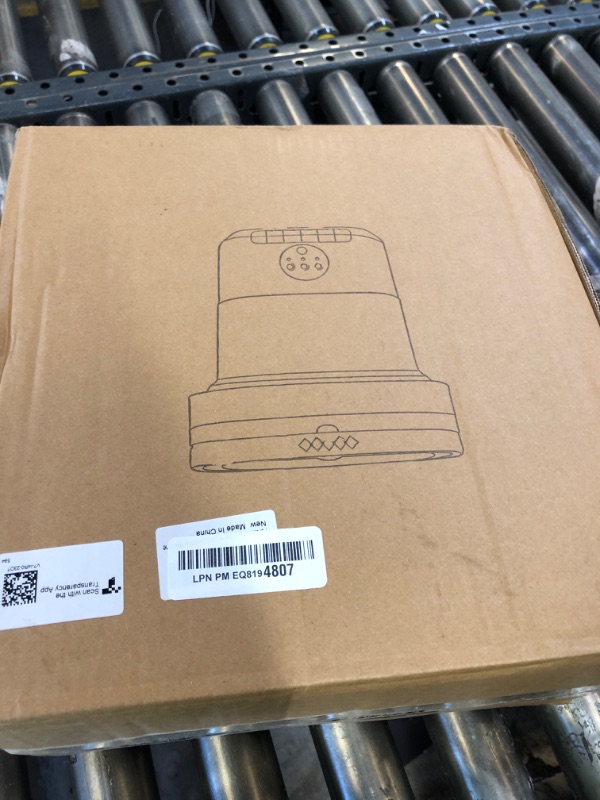 New Made In China
LPN PM EQ8194807
Scan with the
Transparency App